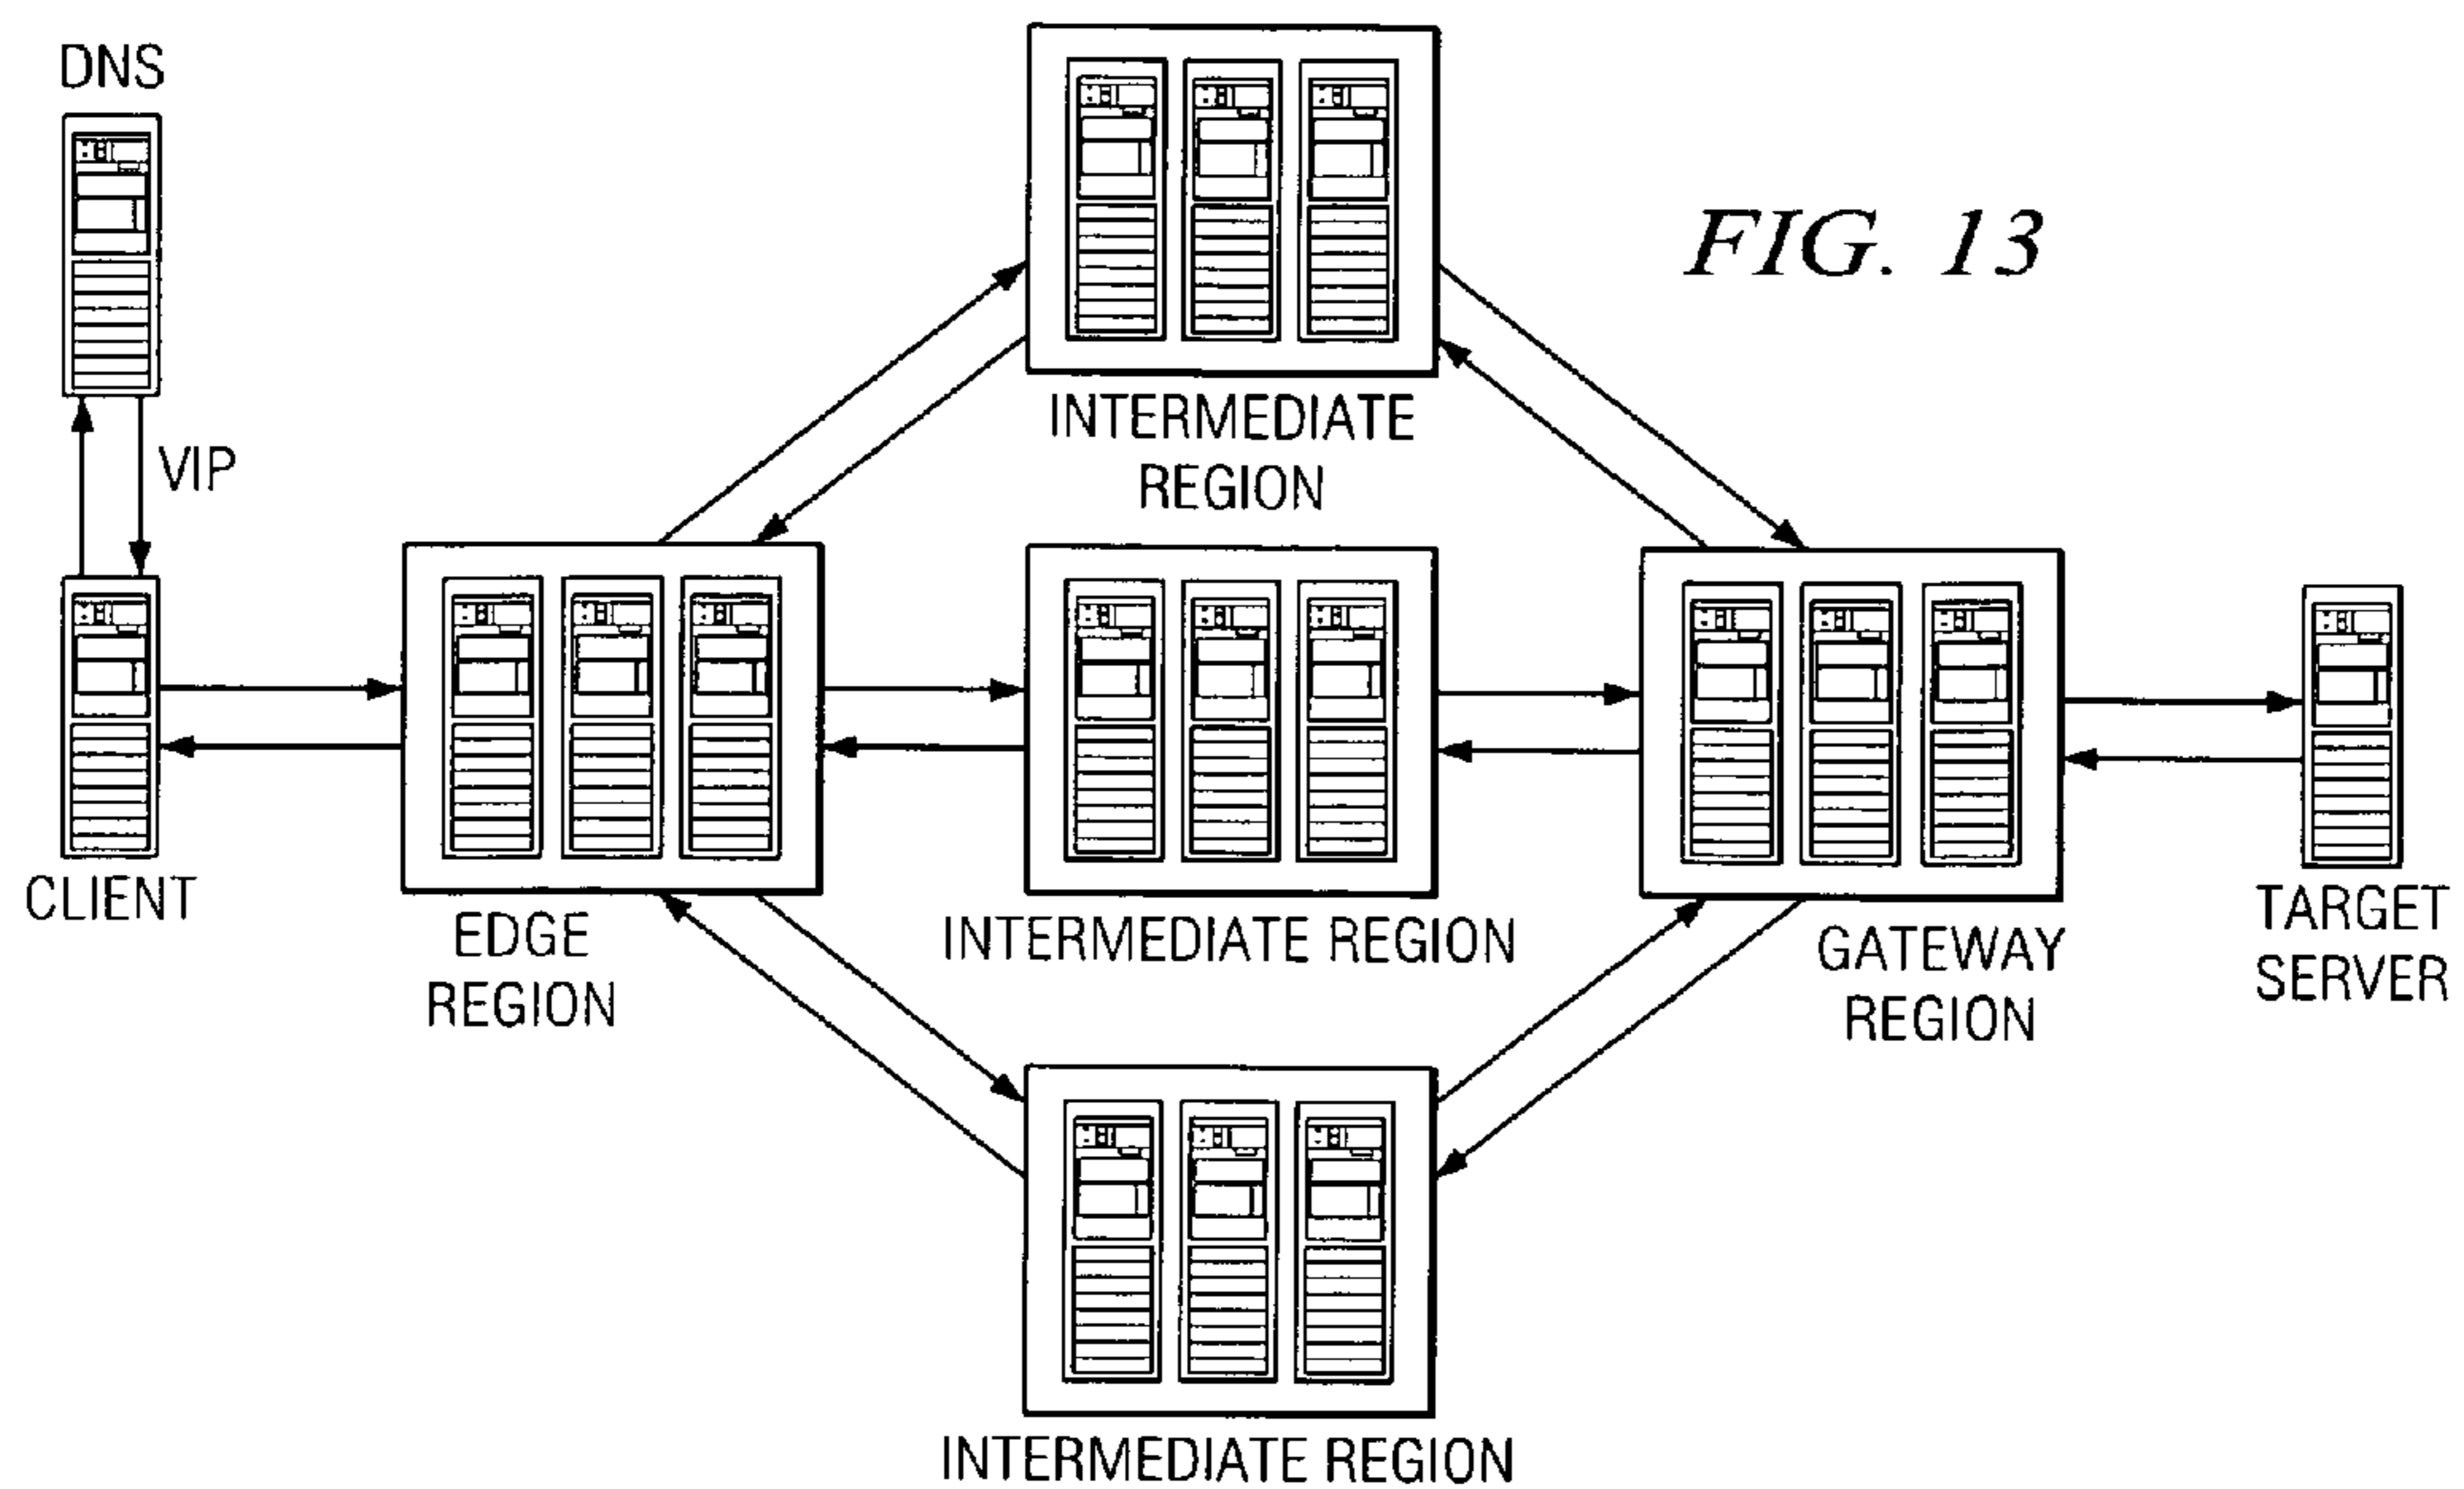 DNS
FIG. 13
INTERMEDIATE
REGION
VIP
CLIENT
EDGE
REGION
INTERMEDIATE REGION
GATEWAY
REGION
TARGET
SERVER
INTERMEDIATE REGION